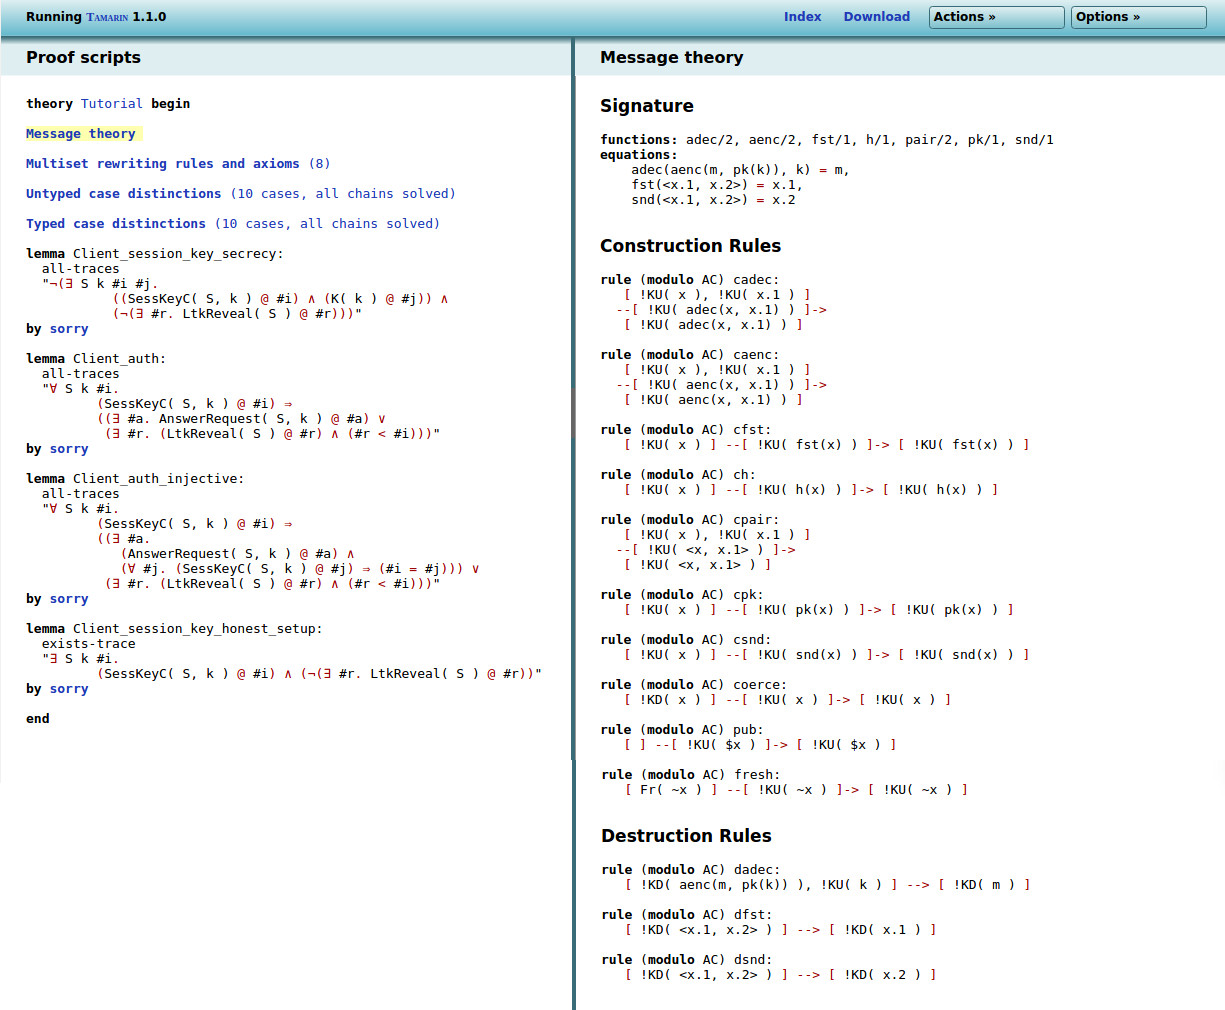 Running TAMARIN 1.1.0
Index Download Actions » Options »
Proof scripts
theory Tutorial begin
Message theory
Multiset rewriting rules and axioms (8)
Untyped case distinctions (10 cases, all chains solved)
Typed case distinctions (10 cases, all chains solved)
lemma Client_session_key_secrecy:
all-traces
"¬(∃ S k #i #j.
((SessKeyC( S, k ) @ #i) ∧ (K( k ) @ #j)) ∧
(¬(∃ #r. LtkReveal( S ) @ #r)))"
by sorry
lemma Client_auth:
all-traces
"∀ S k #i.
(SessKeyC( S, k ) @ #i) ⇒
((∃ #a. AnswerRequest( S, k ) @ #a) ∨
(∃ #r. (LtkReveal( S ) @ #r) ∧ (#r < #i)))"
by sorry
lemma Client_auth_injective:
all-traces
"∀ S k #i.
(SessKeyC( S, k ) @ #i) ⇒
((∃ #a.
(AnswerRequest( S, k ) @ #a) ∧
(∀ #j. (SessKeyC( S, k ) @ #j) ⇒ (#i = #j))) ∨
(∃ #r. (LtkReveal( S ) @ #r) ∧ (#r < #i)))"
by sorry
lemma Client_session_key_honest_setup:
exists-trace
"∃ S k #i.
(SessKeyC( S, k ) @ #i) ∧ (¬(∃ #r. LtkReveal( S ) @ #r))"
by sorry
end
Message theory
Signature
functions: adec/2, aenc/2, fst/1, h/1, pair/2, pk/1, snd/1
equations:
adec(aenc(m, pk(k)), k) = m,
fst(<x.1, x.2>) = x.1,
snd(<x.1, x.2>) = x.2
Construction Rules
rule (modulo AC) cadec:
[ !KU( x ), !KU( x.1 ) ]
--[ !KU( adec(x, x.1) ) ]->
[ !KU( adec(x, x.1) ) ]
rule (modulo AC) caenc:
[ !KU( x ), !KU( x.1 ) ]
--[ !KU( aenc(x, x.1) ) ]->
[ !KU( aenc(x, x.1) ) ]
rule (modulo AC) cfst:
[ !KU( x ) ] --[ !KU( fst(x) ) ]-> [ !KU( fst(x) ) ]
rule (modulo AC) ch:
[ !KU( x ) ] --[ !KU( h(x) ) ]-> [ !KU( h(x) ) ]
rule (modulo AC) cpair:
[ !KU( x ), !KU( x.1 ) ]
--[ !KU( <x, x.1> ) ]->
[ !KU( <x, x.1> ) ]
rule (modulo AC) cpk:
[ !KU( x ) ] --[ !KU( pk(x) ) ]-> [ !KU( pk(x) ) ]
rule (modulo AC) csnd:
[ !KU( x ) ] --[ !KU( snd(x) ) ]-> [ !KU( snd(x) ) ]
rule (modulo AC) coerce:
[ !KD( x ) ] --[ !KU( x ) ]-> [ !KU( x ) ]
rule (modulo AC) pub:
[ ] --[ !KU( $x ) ]-> [ !KU( $x ) ]
rule (modulo AC) fresh:
[ Fr( ~x ) ] --[ !KU( ~x ) ]-> [ !KU( ~x ) ]
Destruction Rules
rule (modulo AC) dadec:
[ !KD( aenc(m, pk(k)) ), !KU( k ) ] --> [ !KD( m ) ]
rule (modulo AC) dfst:
[ !KD( <x.1, x.2> ) ] --> [ !KD( x.1 ) ]
rule (modulo AC) dsnd:
[ !KD( <x.1, x.2> ) ] --> [ !KD( x.2 ) ]